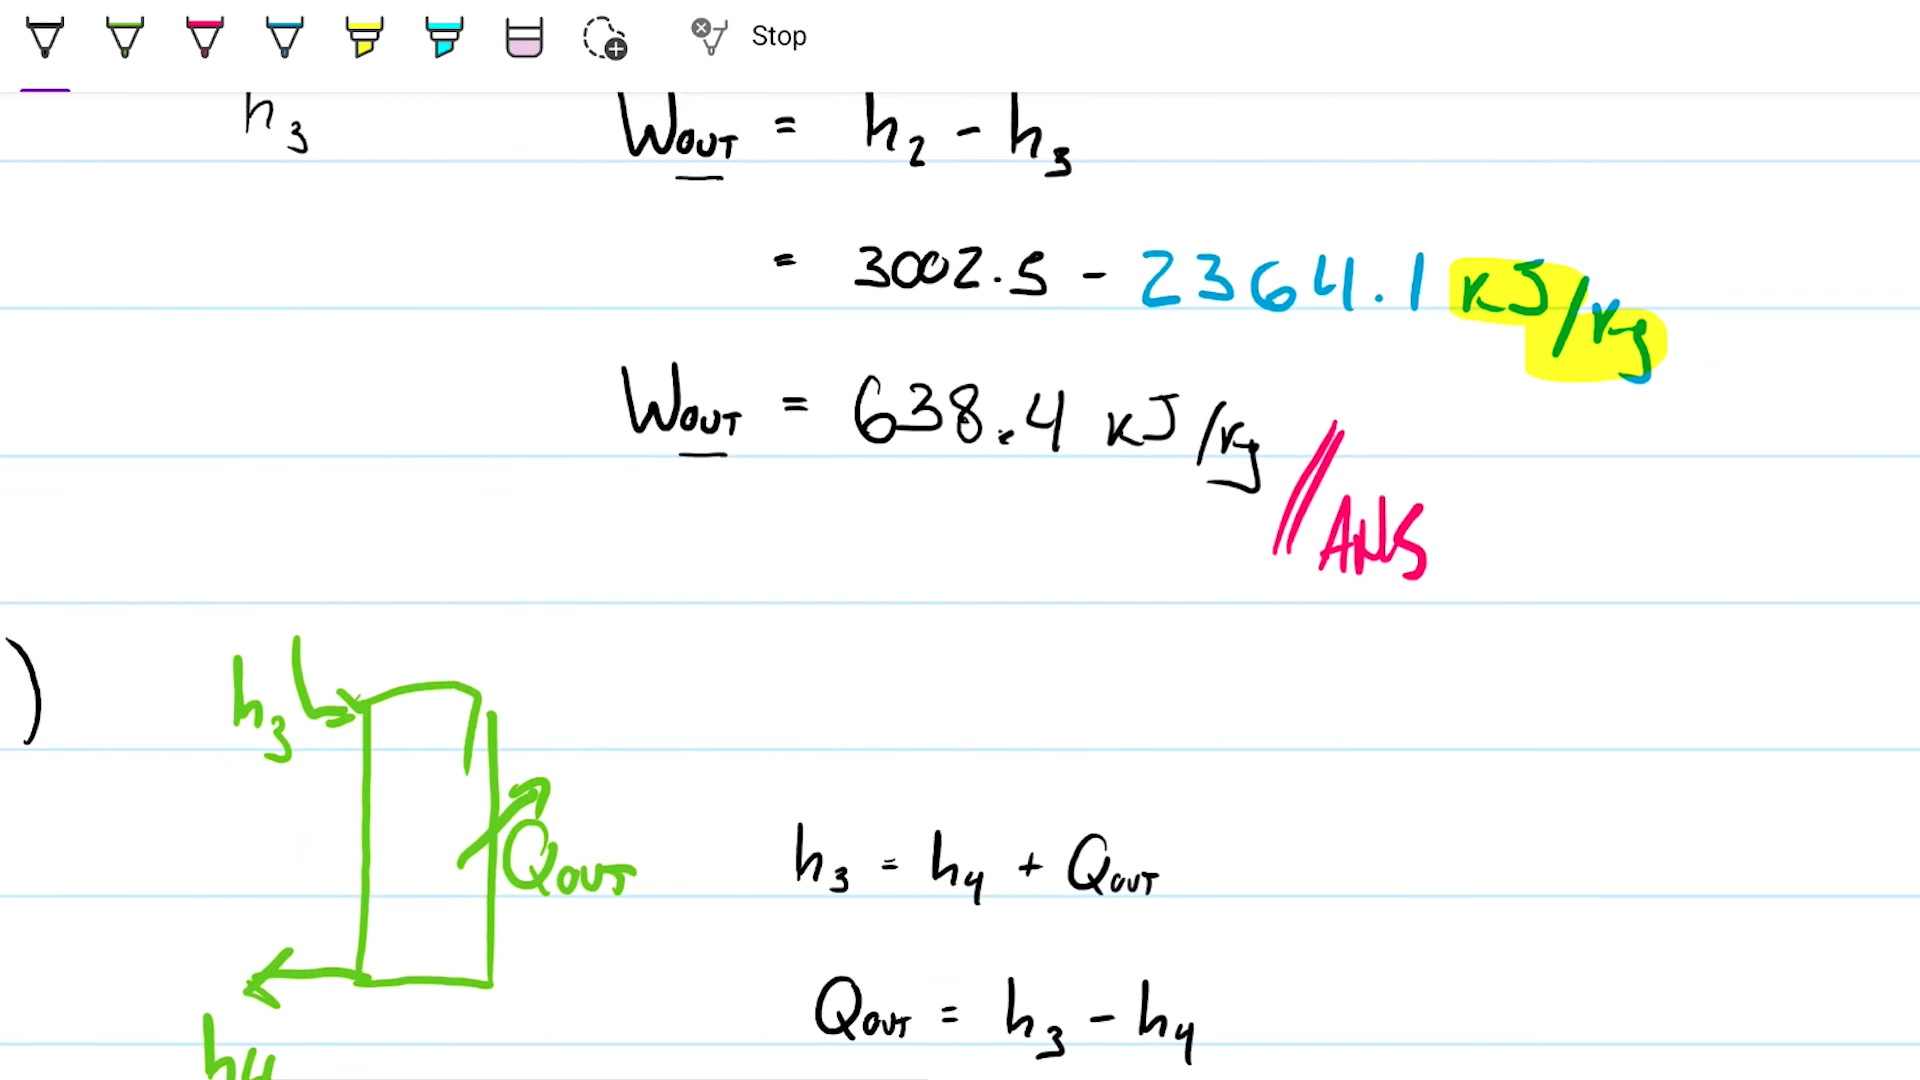 Stop
h3
WOUT = h2 - h3
= 3002.5 - 2364.1 kJ/kg
WOUT = 638.4 kJ/kg
ANS
)
h3
QOUT
h3 = h4 + QOUT
QOUT = h3 - h4
h4